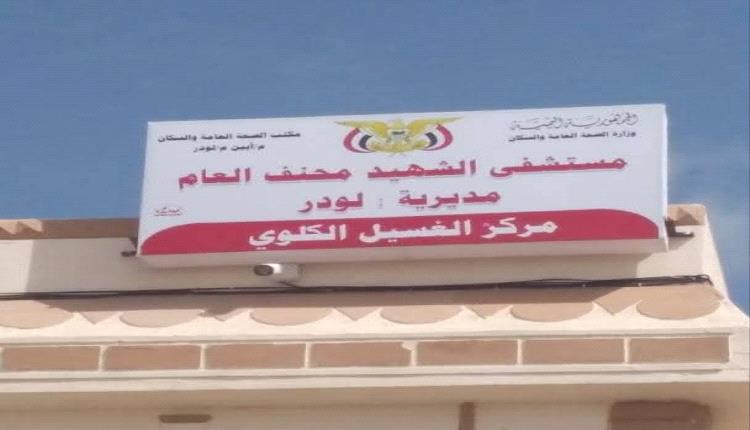 الجمهورية اليمنية
وزارة الصحة العامة والسكان
مكتب الصحة العامة والسكان
م/أبين م/لودر
مستشفى الشهيد محنف العام
مديرية : لودر
مركز الغسيل الكلوي